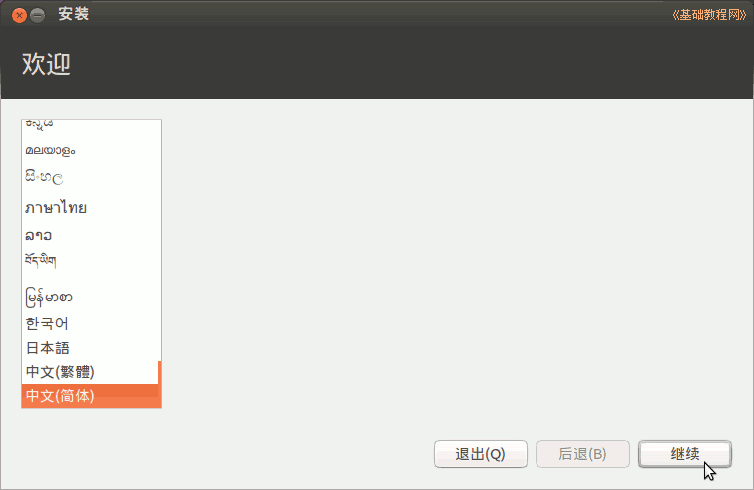 安装
《基础教程网》
欢迎
മലയാളം
සිංහල
ภาษาไทย
ລາວ
བོད་ཡིག
မြန်မာစာ
한국어
日本語
中文(繁體)
中文(简体)
退出(Q)
后退(B)
继续